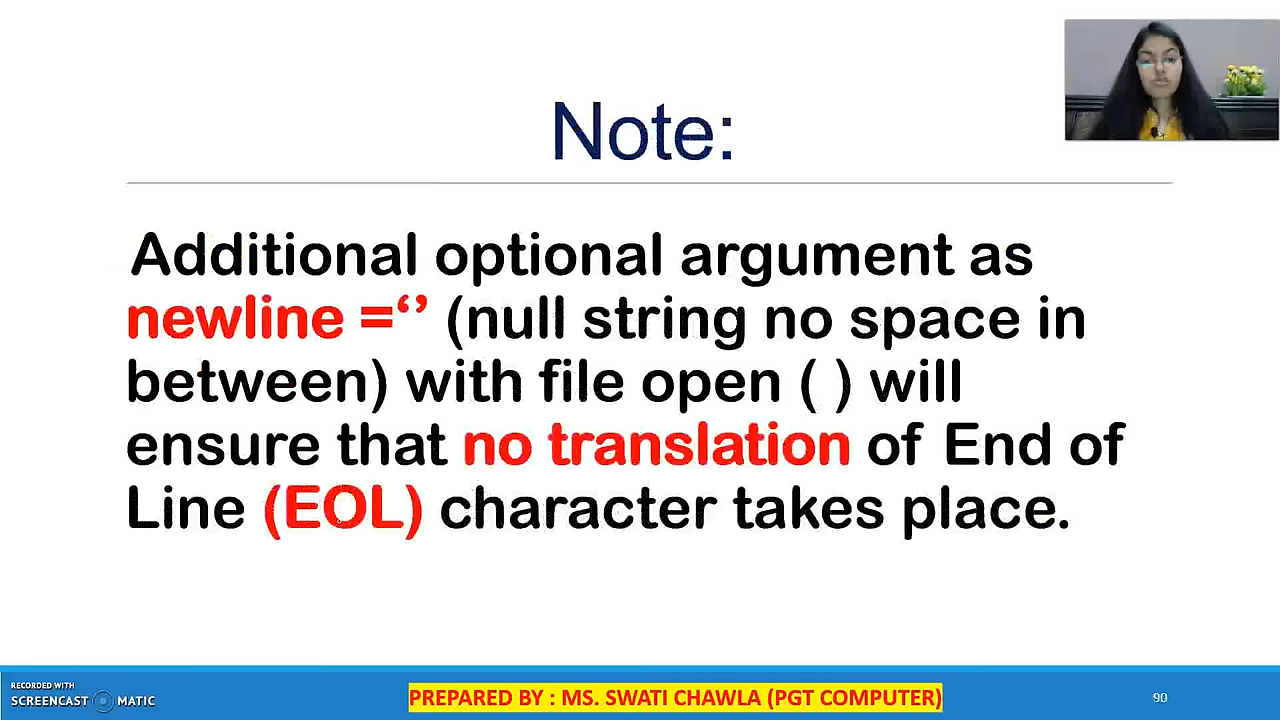 Note:
Additional optional argument as
newline =‘’ (null string no space in
between) with file open ( ) will
ensure that no translation of End of
Line (EOL) character takes place.
RECORDED WITH
SCREENCAST MATIC
PREPARED BY : MS. SWATI CHAWLA (PGT COMPUTER)
90